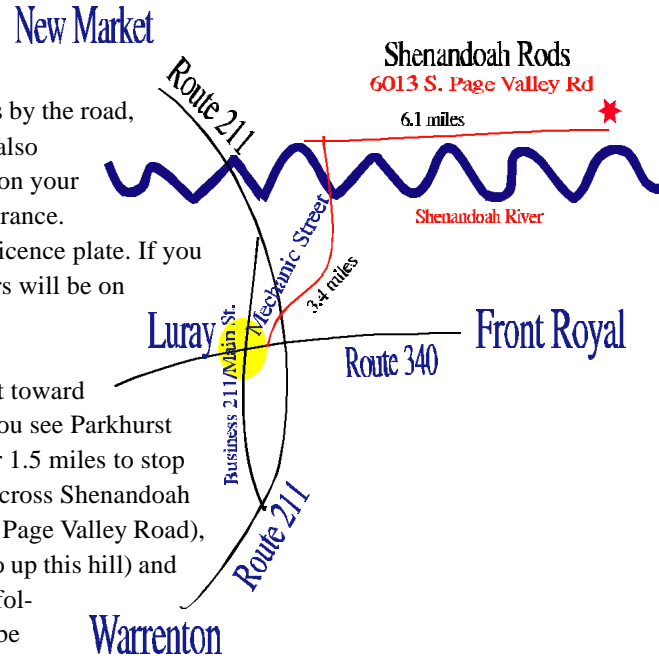 New Market
Shenandoah Rods
6013 S. Page Valley Rd
6.1 miles
Route 211
s by the road,
also
on your
rance.
licence plate. If you
rs will be on
Mechanic Street
Shenandoah River
3.4 miles
Luray
Front Royal
Route 340
Business 211/Main St.
t toward
ou see Parkhurst
r 1.5 miles to stop
cross Shenandoah
Page Valley Road),
o up this hill) and
fol-
be
Route 211
Warrenton